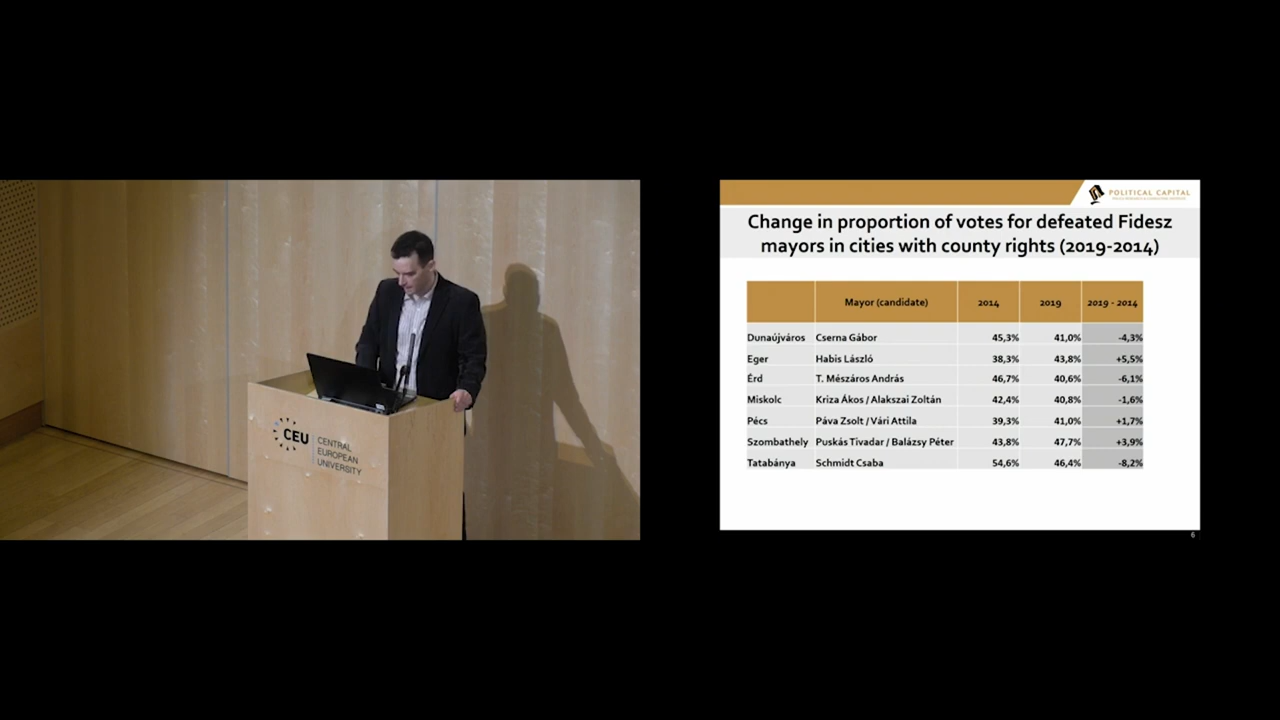 CEU
CENTRAL
EUROPEAN
UNIVERSITY
POLITICAL CAPITAL
Change in proportion of votes for defeated Fidesz
mayors in cities with county rights (2019-2014)
Mayor (candidate) 2014 2019 2019 - 2014
Dunaújváros Cserna Gábor 45,3% 41,0% -4,3%
Eger Habis László 38,3% 43,8% +5,5%
Érd T. Mészáros András 46,7% 40,6% -6,1%
Miskolc Kriza Ákos / Alakszai Zoltán 42,4% 40,8% -1,6%
Pécs Páva Zsolt / Vári Attila 39,3% 41,0% +1,7%
Szombathely Puskás Tivadar / Balázsy Péter 43,8% 47,7% +3,9%
Tatabánya Schmidt Csaba 54,6% 46,4% -8,2%
6